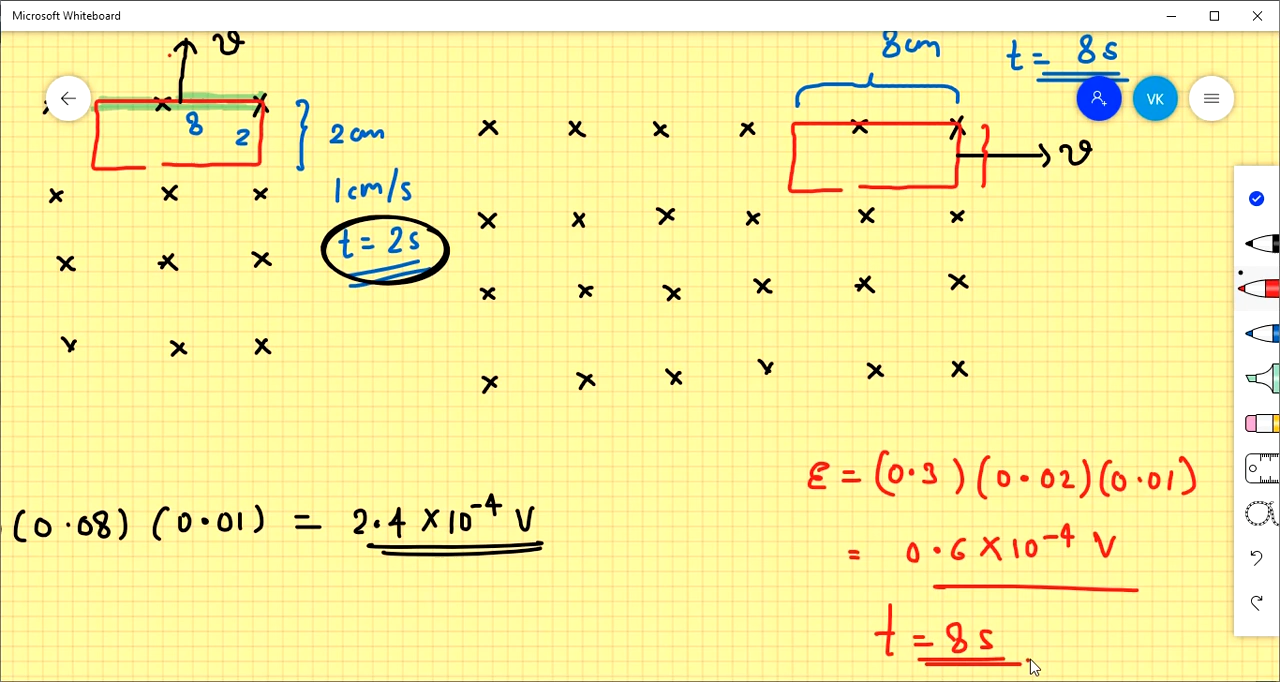 Microsoft Whiteboard
v
8 2
2 cm
1 cm/s
t = 2s
8 cm
t = 8s
VK
v
(0.08) (0.01) = 2.4 × 10⁻⁴ V
ε = (0.3) (0.02) (0.01)
= 0.6 × 10⁻⁴ V
t = 8s